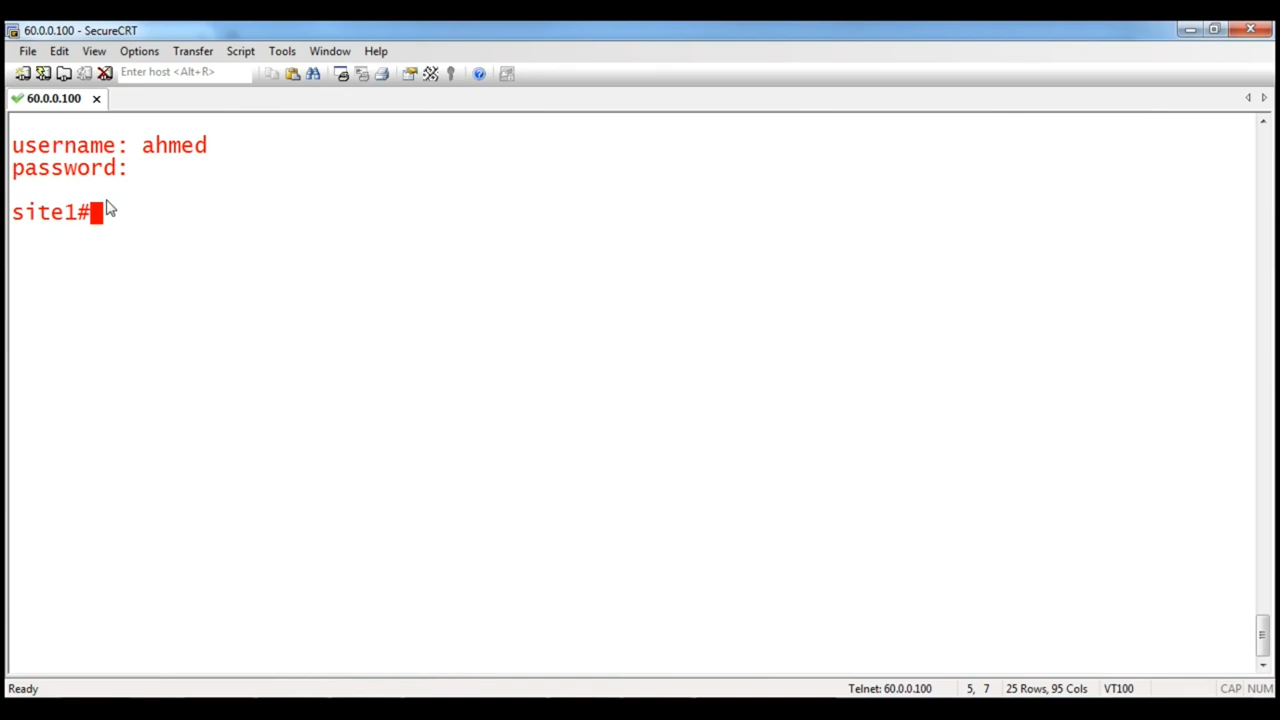 60.0.0.100 - SecureCRT
File Edit View Options Transfer Script Tools Window Help
Enter host <Alt+R>
60.0.0.100
username: ahmed
password:
site1#
Ready Telnet: 60.0.0.100 5, 7 25 Rows, 95 Cols VT100 CAP NUM